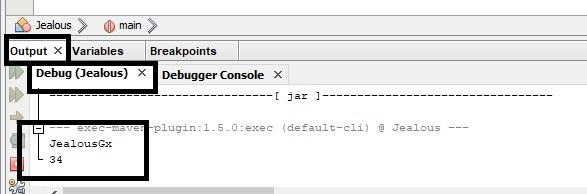 Jealous main
Output Variables Breakpoints
Debug (Jealous) Debugger Console
--------------------------------[ jar ]---------------------------------
--- exec-maven-plugin:1.5.0:exec (default-cli) @ Jealous ---
JealousGx
34